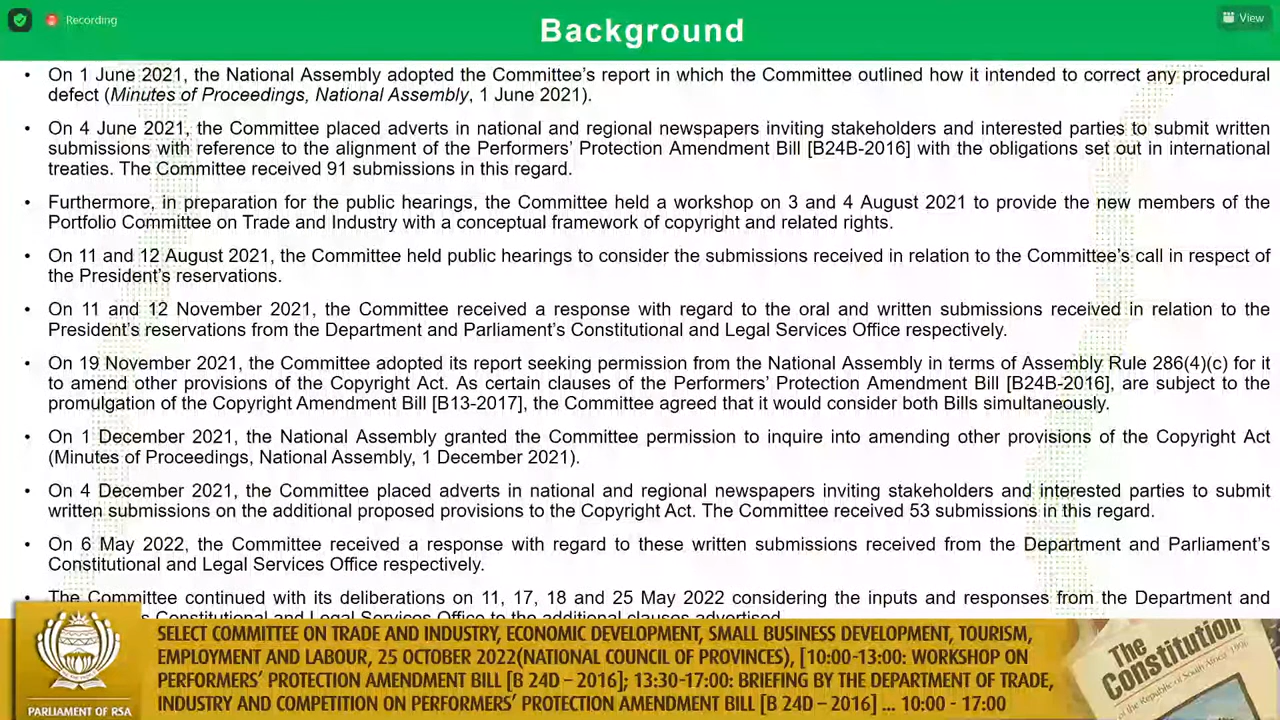 Recording
Background
View
• On 1 June 2021, the National Assembly adopted the Committee's report in which the Committee outlined how it intended to correct any procedural
defect (Minutes of Proceedings, National Assembly, 1 June 2021).
• On 4 June 2021, the Committee placed adverts in national and regional newspapers inviting stakeholders and interested parties to submit written
submissions with reference to the alignment of the Performers' Protection Amendment Bill [B24B-2016] with the obligations set out in international
treaties. The Committee received 91 submissions in this regard.
• Furthermore, in preparation for the public hearings, the Committee held a workshop on 3 and 4 August 2021 to provide the new members of the
Portfolio Committee on Trade and Industry with a conceptual framework of copyright and related rights.
• On 11 and 12 August 2021, the Committee held public hearings to consider the submissions received in relation to the Committee's call in respect of
the President's reservations.
• On 11 and 12 November 2021, the Committee received a response with regard to the oral and written submissions received in relation to the
President's reservations from the Department and Parliament's Constitutional and Legal Services Office respectively.
• On 19 November 2021, the Committee adopted its report seeking permission from the National Assembly in terms of Assembly Rule 286(4)(c) for it
to amend other provisions of the Copyright Act. As certain clauses of the Performers' Protection Amendment Bill [B24B-2016], are subject to the
promulgation of the Copyright Amendment Bill [B13-2017], the Committee agreed that it would consider both Bills simultaneously.
• On 1 December 2021, the National Assembly granted the Committee permission to inquire into amending other provisions of the Copyright Act
(Minutes of Proceedings, National Assembly, 1 December 2021).
• On 4 December 2021, the Committee placed adverts in national and regional newspapers inviting stakeholders and interested parties to submit
written submissions on the additional proposed provisions to the Copyright Act. The Committee received 53 submissions in this regard.
• On 6 May 2022, the Committee received a response with regard to these written submissions received from the Department and Parliament's
Constitutional and Legal Services Office respectively.
• The Committee continued with its deliberations on 11, 17, 18 and 25 May 2022 considering the inputs and responses from the Department and
s Constitutional and Legal Services Office to the additional clauses advertised.
SELECT COMMITTEE ON TRADE AND INDUSTRY, ECONOMIC DEVELOPMENT, SMALL BUSINESS DEVELOPMENT, TOURISM,
EMPLOYMENT AND LABOUR, 25 OCTOBER 2022(NATIONAL COUNCIL OF PROVINCES), [10:00-13:00: WORKSHOP ON
PERFORMERS' PROTECTION AMENDMENT BILL [B 24D – 2016]; 13:30-17:00: BRIEFING BY THE DEPARTMENT OF TRADE,
INDUSTRY AND COMPETITION ON PERFORMERS' PROTECTION AMENDMENT BILL [B 24D – 2016] ... 10:00 - 17:00
PARLIAMENT OF RSA
The
Constitution
of the Republic of South Africa, 1996